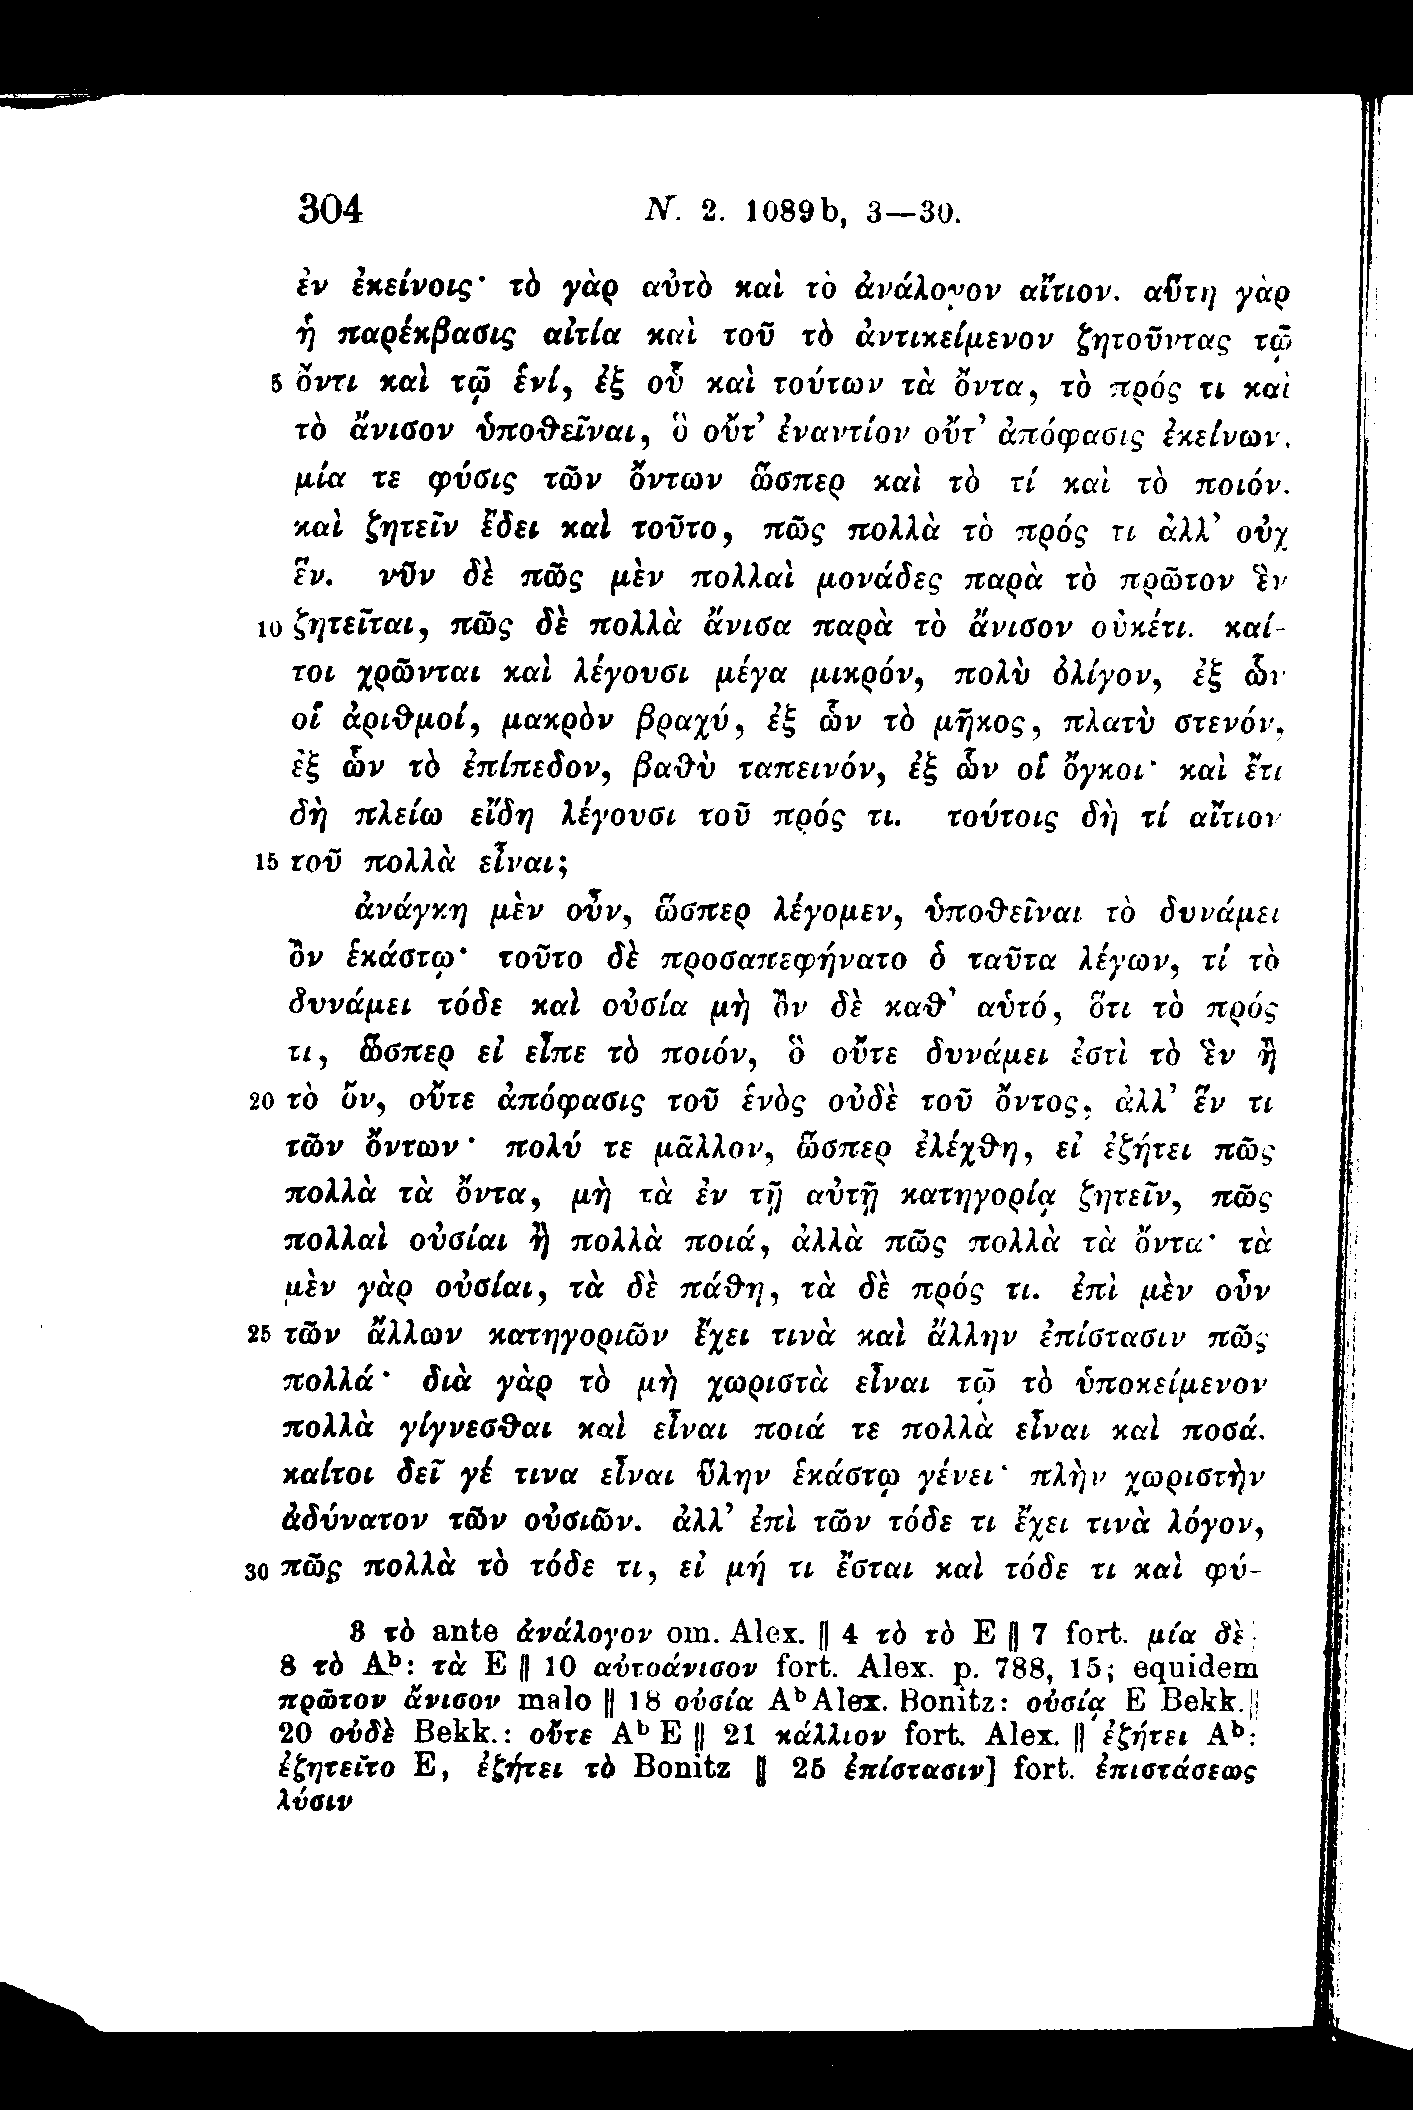 304 N. 2. 1089b, 3—30.
ἐν ἐκείνοις· τὸ γὰρ αὐτὸ καὶ τὸ ἀνάλογον αἴτιον. αὕτη γὰρ
ἡ παρέκβασις αἰτία καὶ τοῦ τὸ ἀντικείμενον ζητοῦντας τῷ
5 ὄντι καὶ τῷ ἑνί, ἐξ οὗ καὶ τούτων τὰ ὄντα, τὸ πρός τι καὶ
τὸ ἄνισον ὑποθεῖναι, ὃ οὔτ’ ἐναντίον οὔτ’ ἀπόφασις ἐκείνων,
μία τε φύσις τῶν ὄντων ὥσπερ καὶ τὸ τί καὶ τὸ ποιόν.
καὶ ζητεῖν ἔδει καὶ τοῦτο, πῶς πολλὰ τὸ πρός τι ἀλλ’ οὐχ
ἕν. νῦν δὲ πῶς μὲν πολλαὶ μονάδες παρὰ τὸ πρῶτον ἓν
10 ζητεῖται, πῶς δὲ πολλὰ ἄνισα παρὰ τὸ ἄνισον οὐκέτι. καί-
τοι χρῶνται καὶ λέγουσι μέγα μικρόν, πολὺ ὀλίγον, ἐξ ὧν
οἱ ἀριθμοί, μακρὸν βραχύ, ἐξ ὧν τὸ μῆκος, πλατὺ στενόν,
ἐξ ὧν τὸ ἐπίπεδον, βαθὺ ταπεινόν, ἐξ ὧν οἱ ὄγκοι· καὶ ἔτι
δὴ πλείω εἴδη λέγουσι τοῦ πρός τι. τούτοις δὴ τί αἴτιον
15 τοῦ πολλὰ εἶναι;
ἀνάγκη μὲν οὖν, ὥσπερ λέγομεν, ὑποθεῖναι τὸ δυνάμει
ὂν ἑκάστῳ· τοῦτο δὲ προσαπεφήνατο ὁ ταῦτα λέγων, τί τὸ
δυνάμει τόδε καὶ οὐσία μὴ ὂν δὲ καθ’ αὑτό, ὅτι τὸ πρός
τι, ὥσπερ εἰ εἶπε τὸ ποιόν, ὃ οὔτε δυνάμει ἐστὶ τὸ ἓν ἢ
20 τὸ ὄν, οὔτε ἀπόφασις τοῦ ἑνὸς οὐδὲ τοῦ ὄντος, ἀλλ’ ἕν τι
τῶν ὄντων· πολύ τε μᾶλλον, ὥσπερ ἐλέχθη, εἰ ἐζήτει πῶς
πολλὰ τὰ ὄντα, μὴ τὰ ἐν τῇ αὐτῇ κατηγορίᾳ ζητεῖν, πῶς
πολλαὶ οὐσίαι ἢ πολλὰ ποιά, ἀλλὰ πῶς πολλὰ τὰ ὄντα· τὰ
μὲν γὰρ οὐσίαι, τὰ δὲ πάθη, τὰ δὲ πρός τι. ἐπὶ μὲν οὖν
25 τῶν ἄλλων κατηγοριῶν ἔχει τινὰ καὶ ἄλλην ἐπίστασιν πῶς
πολλά· διὰ γὰρ τὸ μὴ χωριστὰ εἶναι τῷ τὸ ὑποκείμενον
πολλὰ γίγνεσθαι καὶ εἶναι ποιά τε πολλὰ εἶναι καὶ ποσά.
καίτοι δεῖ γέ τινα εἶναι ὕλην ἑκάστῳ γένει· πλὴν χωριστὴν
ἀδύνατον τῶν οὐσιῶν. ἀλλ’ ἐπὶ τῶν τόδε τι ἔχει τινὰ λόγον,
30 πῶς πολλὰ τὸ τόδε τι, εἰ μή τι ἔσται καὶ τόδε τι καὶ φύ-
3 τὸ ante ἀνάλογον om. Alex. || 4 τὸ τὸ E || 7 fort. μία δὲ
8 τὸ Aᵇ: τὰ E || 10 αὐτοάνισον fort. Alex. p. 788, 15; equidem
πρῶτον ἄνισον malo || 18 οὐσία Aᵇ Alex. Bonitz: οὐσίᾳ E Bekk. ||
20 οὐδὲ Bekk.: οὔτε Aᵇ E || 21 κάλλιον fort. Alex. || ἐζήτει Aᵇ:
ἐζητεῖτο E, ἐζήτει τὸ Bonitz || 25 ἐπίστασιν] fort. ἐπιστάσεως
λύσιν